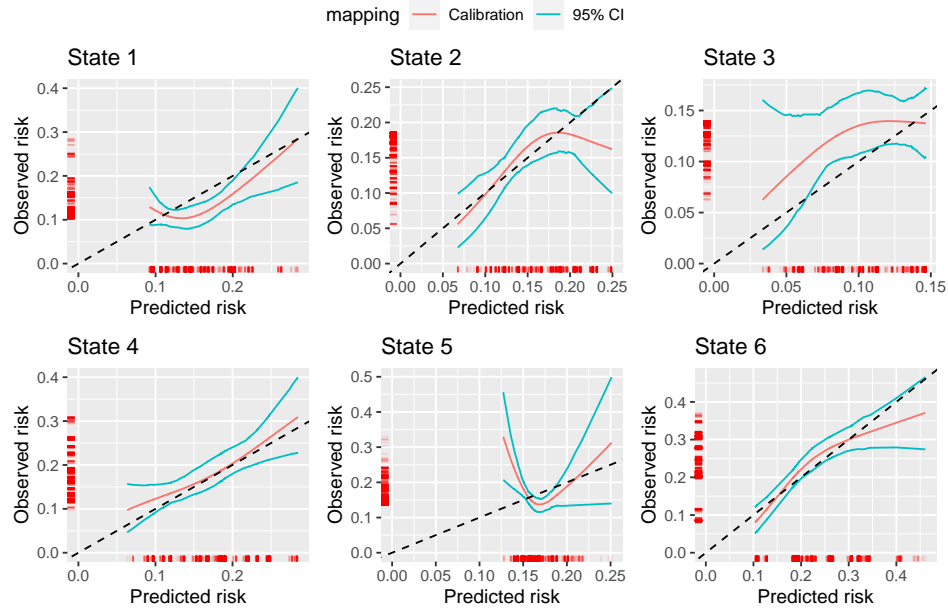 mapping Calibration 95% CI
State 1 State 2 State 3
0.4
0.3
0.2
0.1
0.0
Observed risk
0.0 0.1 0.2
Predicted risk
0.25
0.20
0.15
0.10
0.05
0.00
Observed risk
0.00 0.05 0.10 0.15 0.20 0.25
Predicted risk
0.15
0.10
0.05
0.00
Observed risk
0.00 0.05 0.10 0.15
Predicted risk
State 4 State 5 State 6
0.4
0.3
0.2
0.1
0.0
Observed risk
0.0 0.1 0.2
Predicted risk
0.5
0.4
0.3
0.2
0.1
0.0
Observed risk
0.00 0.05 0.10 0.15 0.20 0.25
Predicted risk
0.4
0.3
0.2
0.1
0.0
Observed risk
0.0 0.1 0.2 0.3 0.4
Predicted risk